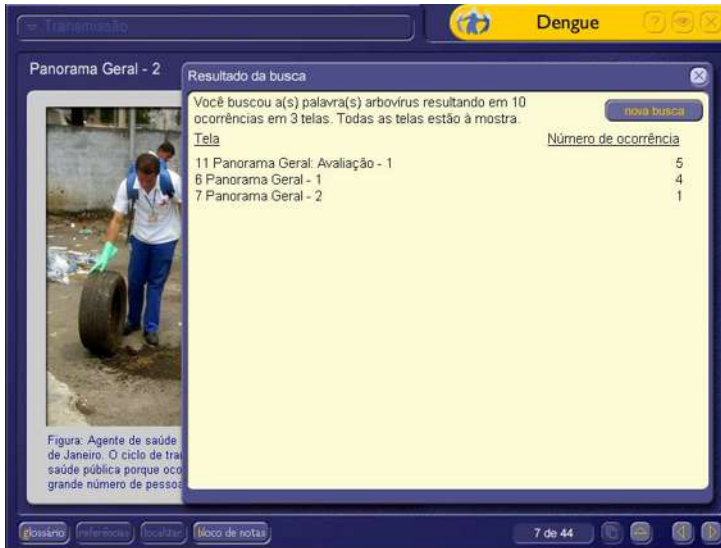 Transmissão
Dengue
Panorama Geral - 2
Resultado da busca
Você buscou a(s) palavra(s) arbovírus resultando em 10
ocorrências em 3 telas. Todas as telas estão à mostra.
nova busca
Tela Número de ocorrência
11 Panorama Geral: Avaliação - 1 5
6 Panorama Geral - 1 4
7 Panorama Geral - 2 1
Figura: Agente de saúde
de Janeiro. O ciclo de tra
saúde pública porque oco
grande número de pessoa
glossário referências localizar bloco de notas 7 de 44